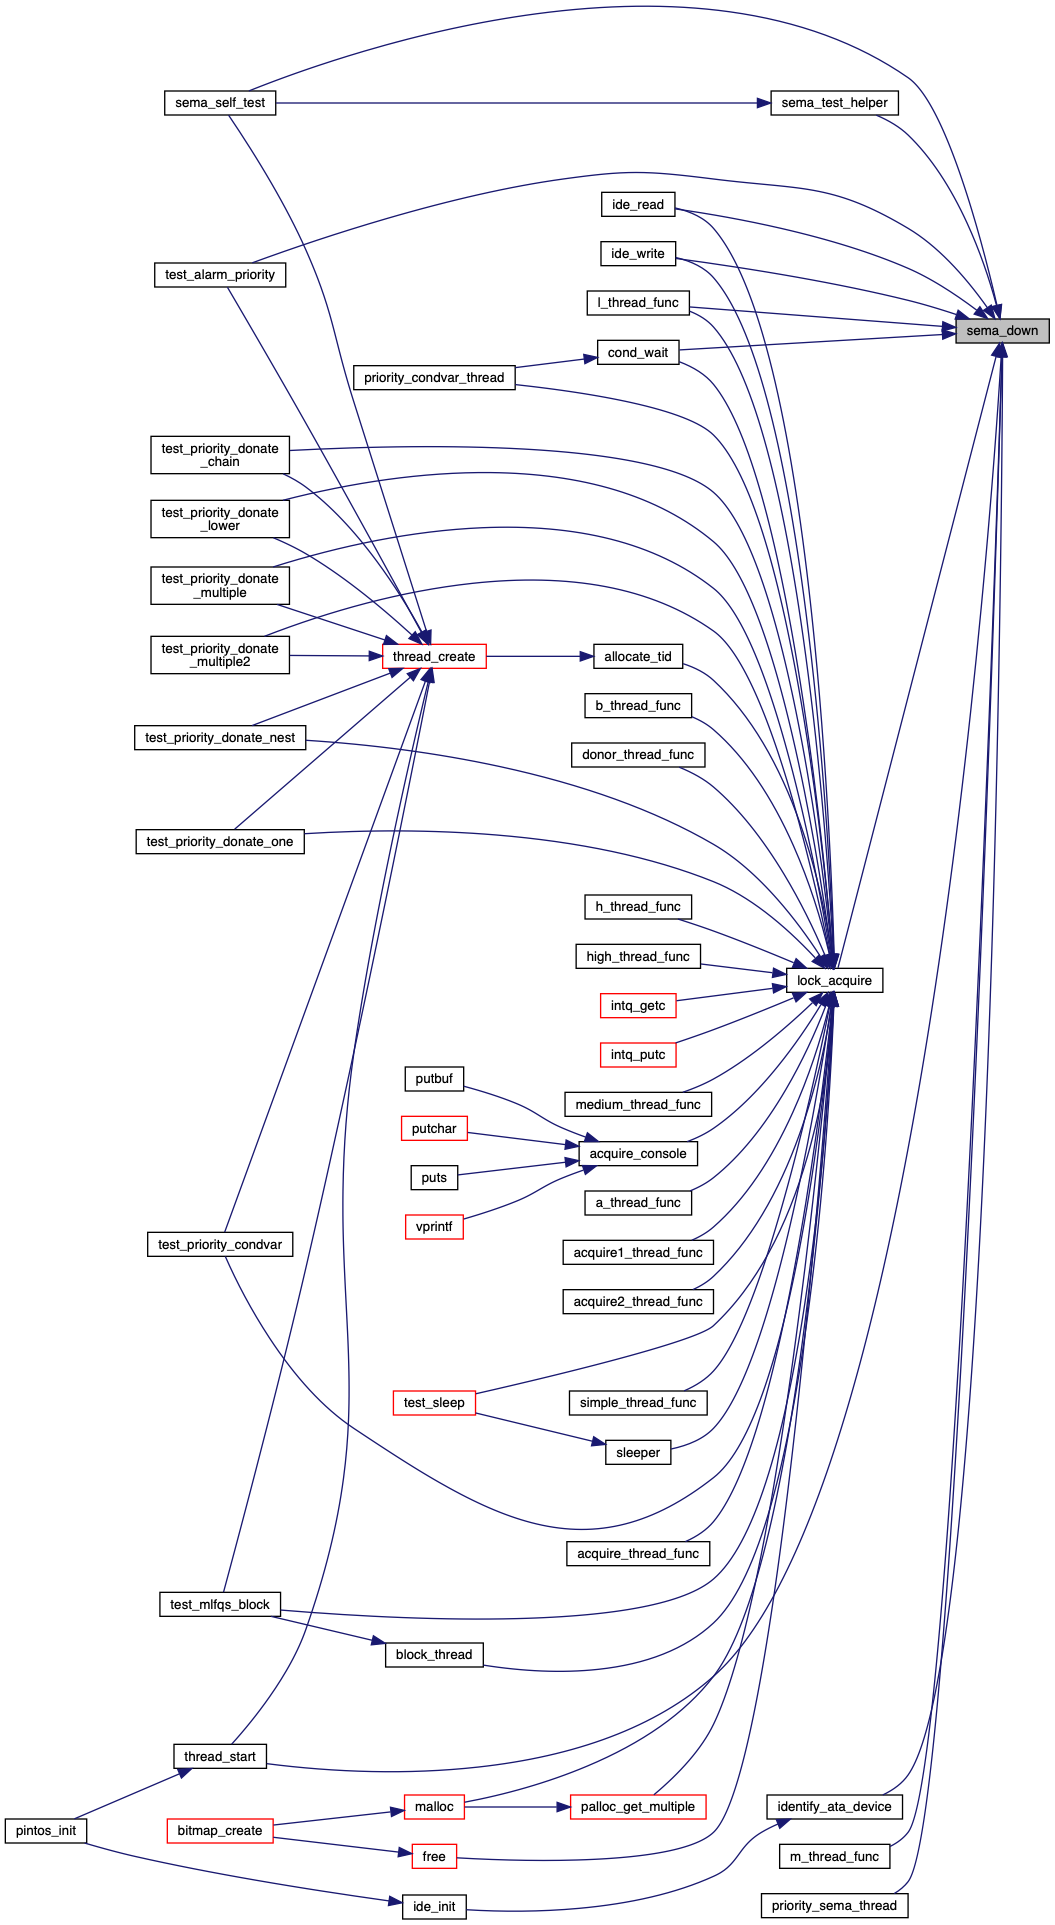 sema_self_test
sema_test_helper
ide_read
ide_write
test_alarm_priority
l_thread_func
sema_down
cond_wait
priority_condvar_thread
test_priority_donate
_chain
test_priority_donate
_lower
test_priority_donate
_multiple
test_priority_donate
_multiple2
thread_create
allocate_tid
b_thread_func
test_priority_donate_nest
donor_thread_func
test_priority_donate_one
h_thread_func
high_thread_func
lock_acquire
intq_getc
intq_putc
putbuf
medium_thread_func
putchar
acquire_console
puts
a_thread_func
vprintf
test_priority_condvar
acquire1_thread_func
acquire2_thread_func
test_sleep
simple_thread_func
sleeper
acquire_thread_func
test_mlfqs_block
block_thread
thread_start
malloc
palloc_get_multiple
identify_ata_device
pintos_init
bitmap_create
free
m_thread_func
ide_init
priority_sema_thread